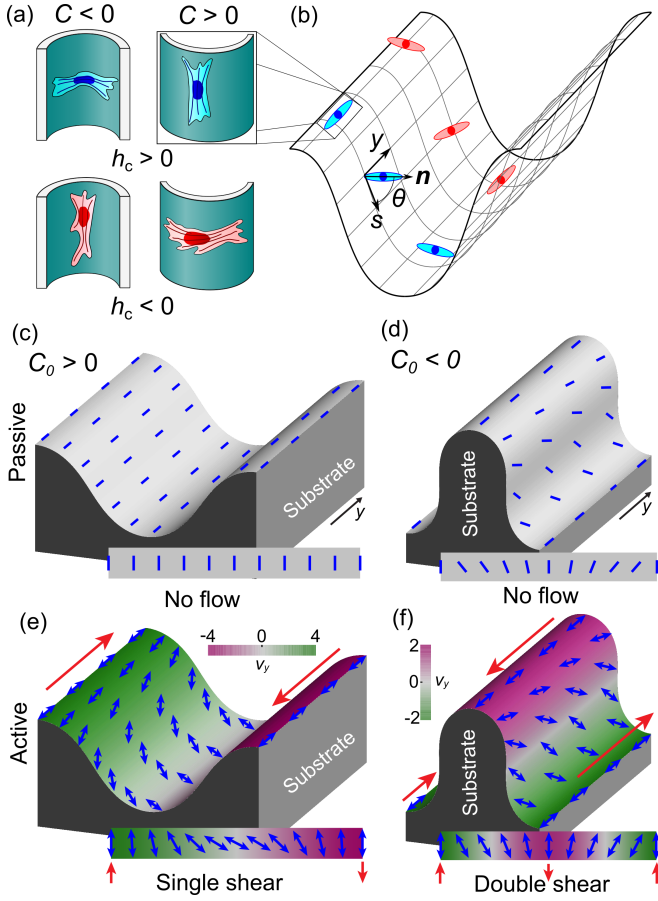 (a) C < 0 C > 0
h_c > 0
h_c < 0
(b)
y
n
θ
s
(c)
C_0 > 0
Passive
Substrate
y
No flow
(d)
C_0 < 0
Substrate
y
No flow
(e)
-4 0 4
v_y
Active
Substrate
Single shear
(f)
2
0
-2
v_y
Substrate
Double shear